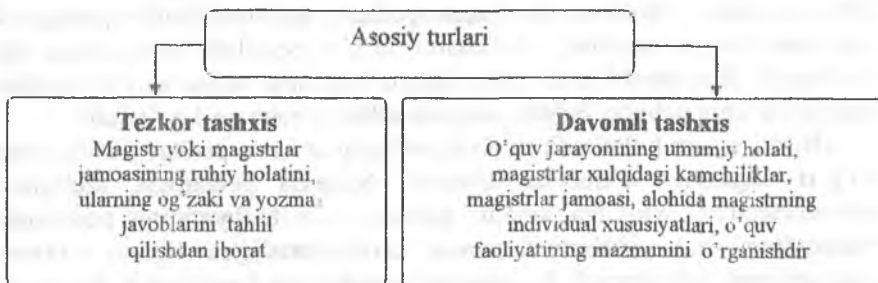 Asosiy turlari
Tezkor tashxis
Magistr yoki magistrlar
jamoasining ruhiy holatini,
ularning og'zaki va yozma
javoblarini tahlil
qilishdan iborat
Davomli tashxis
O'quv jarayonining umumiy holati,
magistrlar xulqidagi kamchiliklar,
magistrlar jamoasi, alohida magistrning
individual xususiyatlari, o'quv
faoliyatining mazmunini o'rganishdir